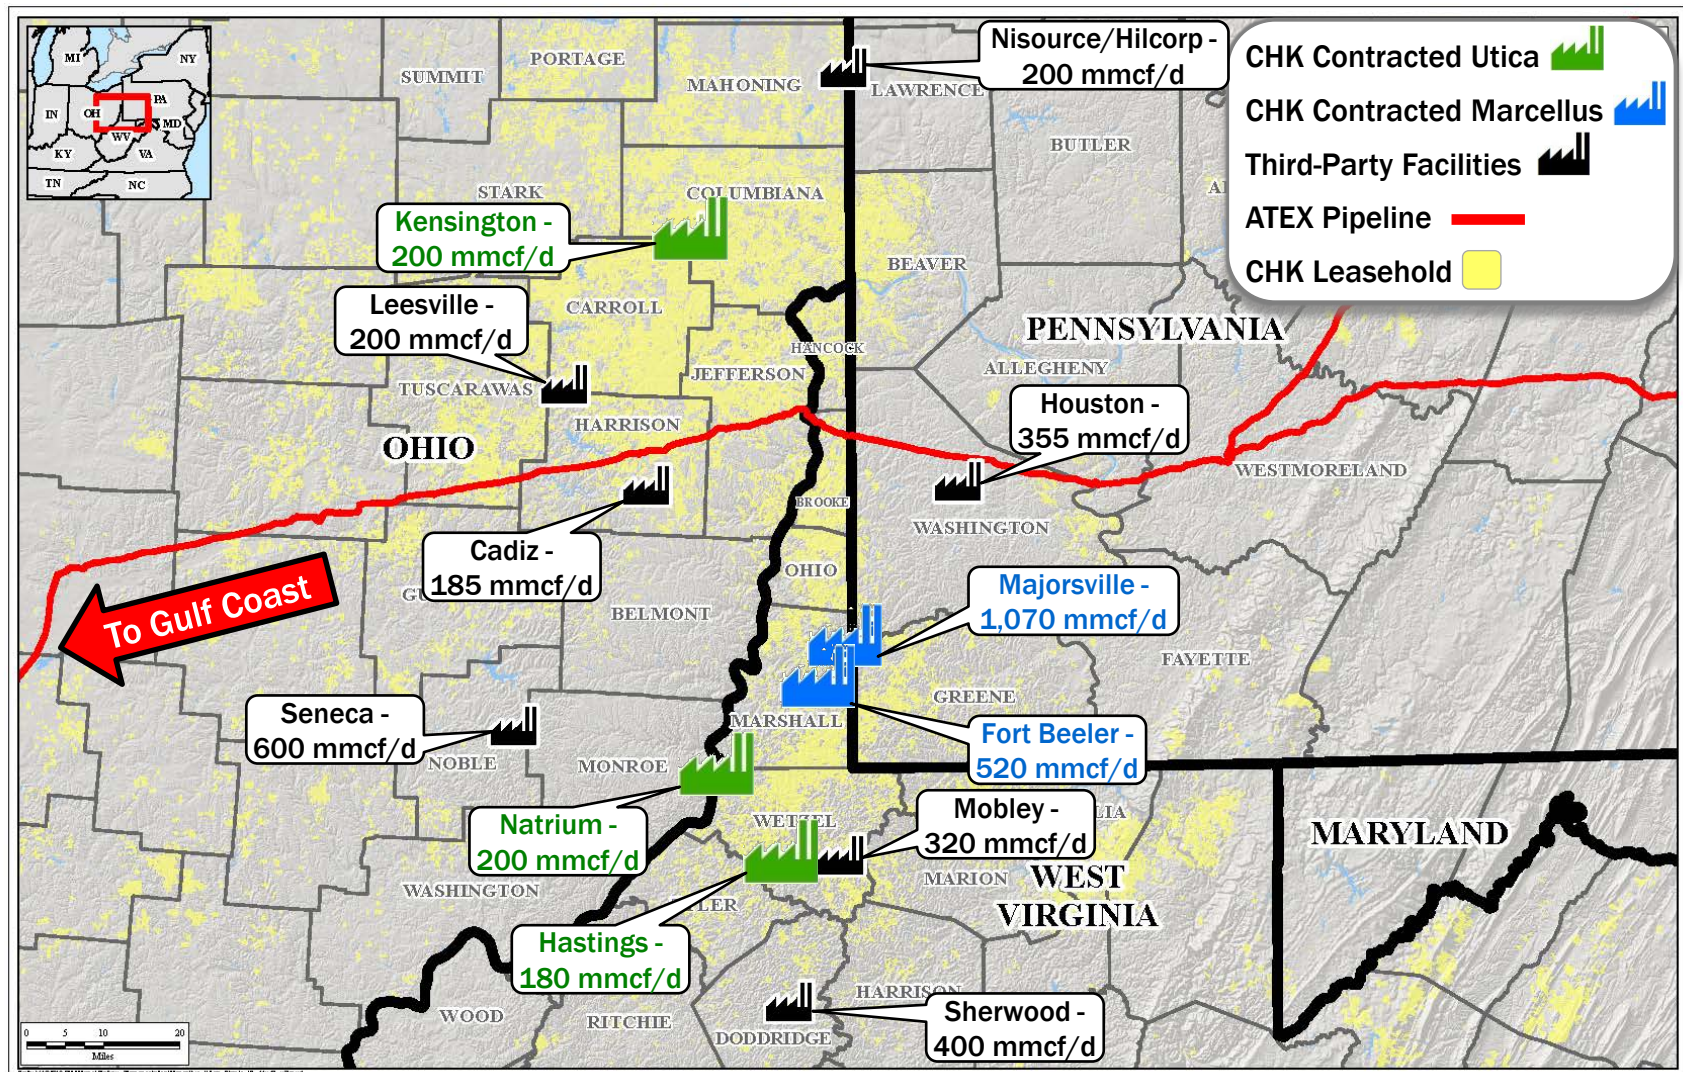 MI
NY
IN
OH
PA
MD
WV
KY
VA
TN
NC
CHK Contracted Utica
CHK Contracted Marcellus
Third-Party Facilities
ATEX Pipeline
CHK Leasehold
Nisource/Hilcorp -
200 mmcf/d
SUMMIT
PORTAGE
MAHONING
LAWRENCE
BUTLER
STARK
COLUMBIANA
Kensington -
200 mmcf/d
BEAVER
Leesville -
200 mmcf/d
CARROLL
PENNSYLVANIA
HANCOCK
JEFFERSON
ALLEGHENY
TUSCARAWAS
HARRISON
Houston -
355 mmcf/d
OHIO
WESTMORELAND
BROOKE
WASHINGTON
Cadiz -
185 mmcf/d
OHIO
To Gulf Coast
BELMONT
Majorsville -
1,070 mmcf/d
FAYETTE
GREENE
Seneca -
600 mmcf/d
MARSHALL
Fort Beeler -
520 mmcf/d
NOBLE
MONROE
Natrium -
200 mmcf/d
WETZEL
Mobley -
320 mmcf/d
MARYLAND
WASHINGTON
MARION
WEST
VIRGINIA
Hastings -
180 mmcf/d
HARRISON
Sherwood -
400 mmcf/d
WOOD
RITCHIE
DODDRIDGE
0 5 10 20
Miles